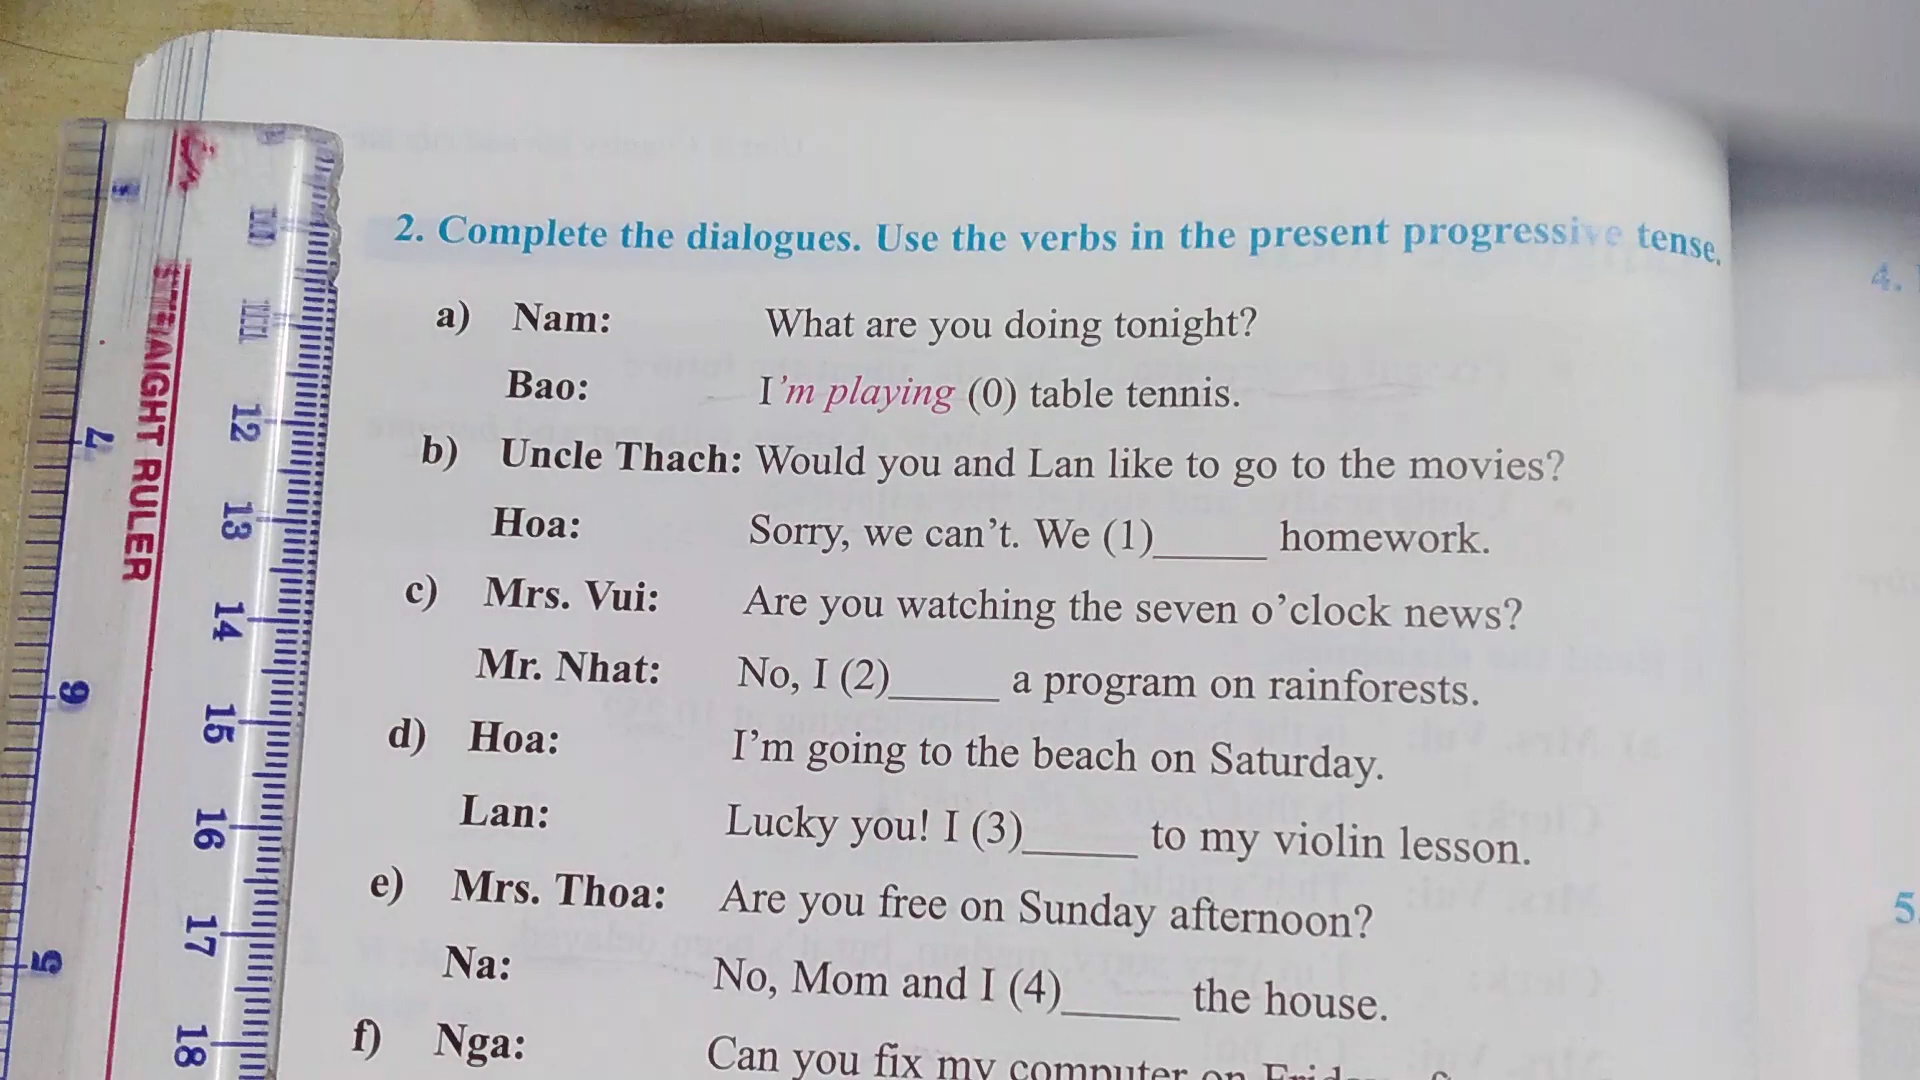 2. Complete the dialogues. Use the verbs in the present progressive tense.
a) Nam: What are you doing tonight?
Bao: I'm playing (0) table tennis.
b) Uncle Thach: Would you and Lan like to go to the movies?
Hoa: Sorry, we can't. We (1)_____ homework.
c) Mrs. Vui: Are you watching the seven o'clock news?
Mr. Nhat: No, I (2)_____ a program on rainforests.
d) Hoa: I'm going to the beach on Saturday.
Lan: Lucky you! I (3)_____ to my violin lesson.
e) Mrs. Thoa: Are you free on Sunday afternoon?
Na: No, Mom and I (4)_____ the house.
f) Nga: Can you fix my computer on
STRAIGHT RULER
12
13
14
15
16
17
18
7
6
5
4.
5.